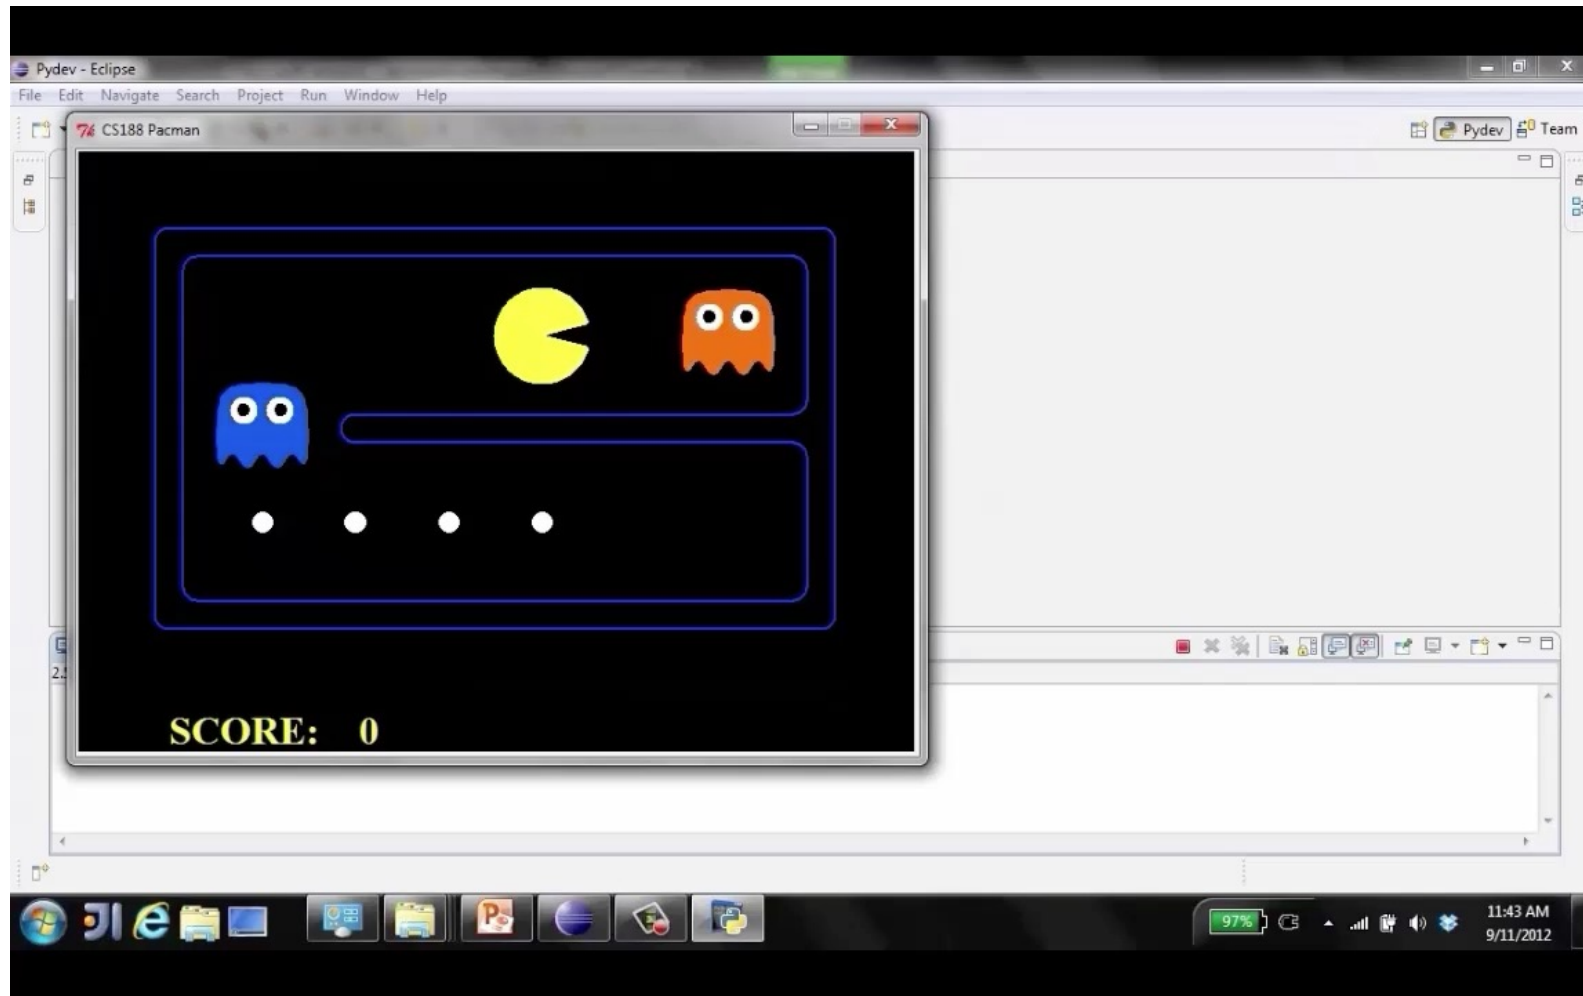 Pydev - Eclipse
File Edit Navigate Search Project Run Window Help
CS188 Pacman
Pydev Team
SCORE: 0
97%
11:43 AM
9/11/2012